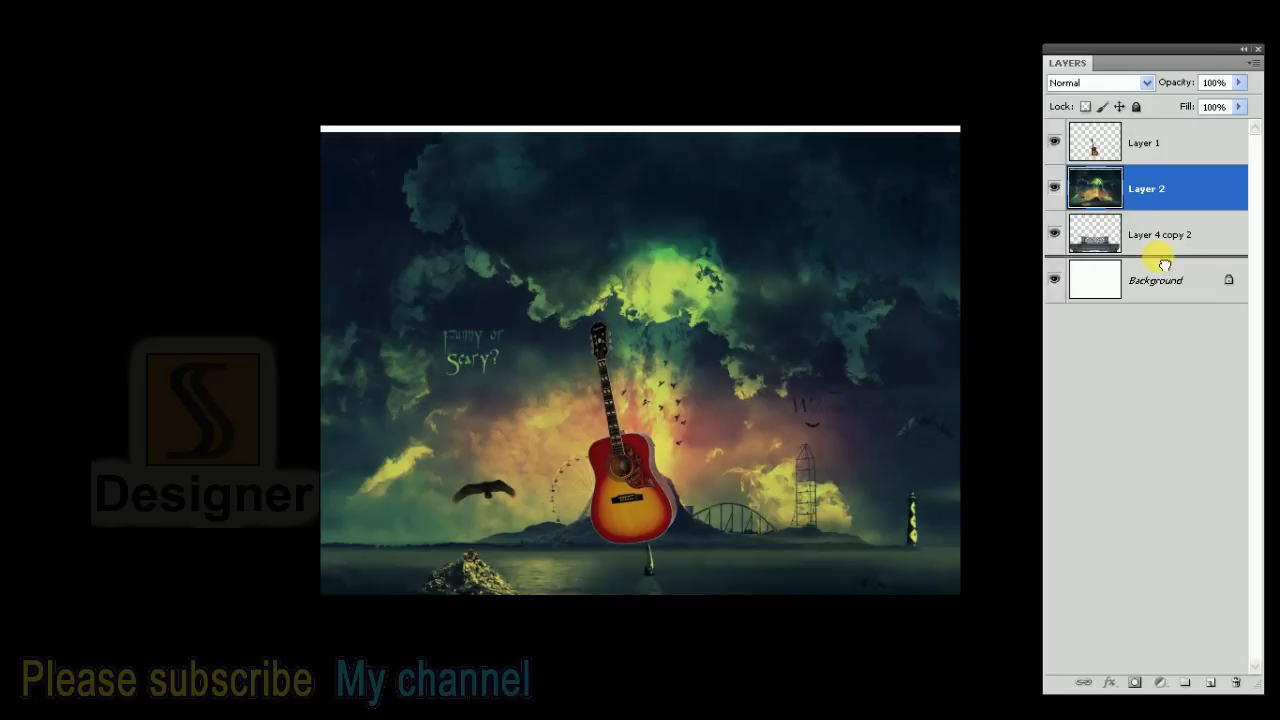 LAYERS
Normal Opacity: 100%
Lock: Fill: 100%
Layer 1
Layer 2
Layer 4 copy 2
Background
Funny or
Scary?
Designer
Please subscribe My channel
fx